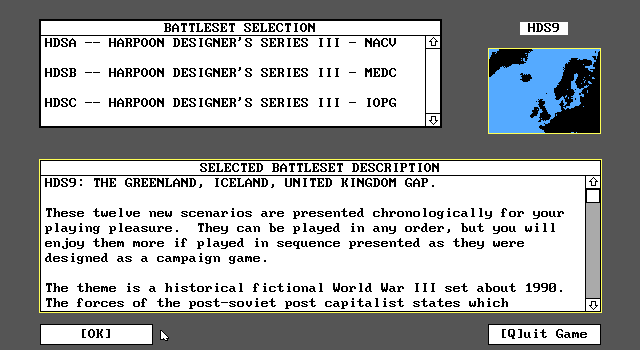 BATTLESET SELECTION
HDS9
HDSA -- HARPOON DESIGNER'S SERIES III - NACV
HDSB -- HARPOON DESIGNER'S SERIES III - MEDC
HDSC -- HARPOON DESIGNER'S SERIES III - IOPG
SELECTED BATTLESET DESCRIPTION
HDS9: THE GREENLAND, ICELAND, UNITED KINGDOM GAP.
These twelve new scenarios are presented chronologically for your
playing pleasure.  They can be played in any order, but you will
enjoy them more if played in sequence presented as they were
designed as a campaign game.
The theme is a historical fictional World War III set about 1990.
The forces of the post-soviet post capitalist states which
[OK]
[Q]uit Game